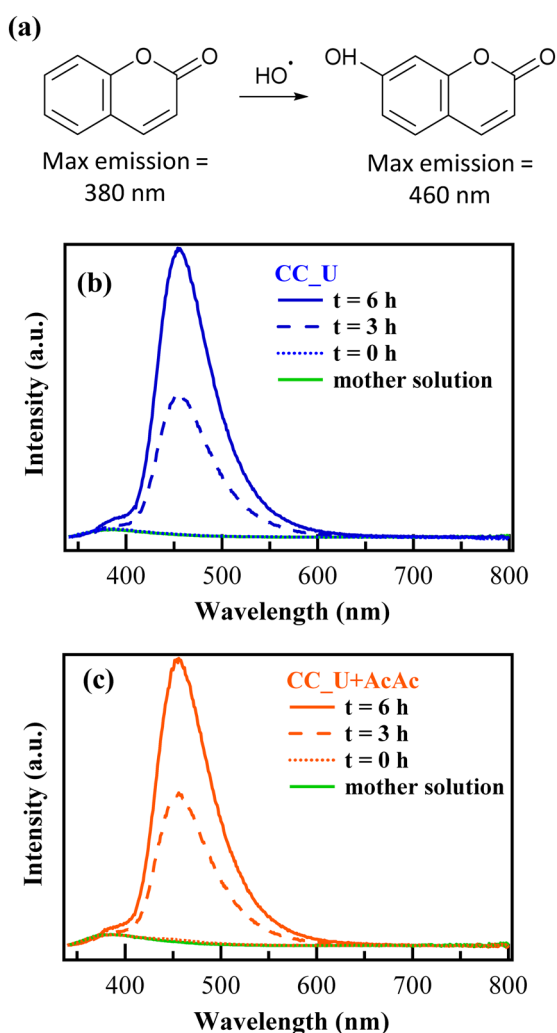 (a)
O
O
HO•
OH
O
O
Max emission =
380 nm
Max emission =
460 nm
(b)
CC_U
t = 6 h
t = 3 h
t = 0 h
mother solution
Intensity (a.u.)
400
500
600
700
800
Wavelength (nm)
(c)
CC_U+AcAc
t = 6 h
t = 3 h
t = 0 h
mother solution
Intensity (a.u.)
400
500
600
700
800
Wavelength (nm)